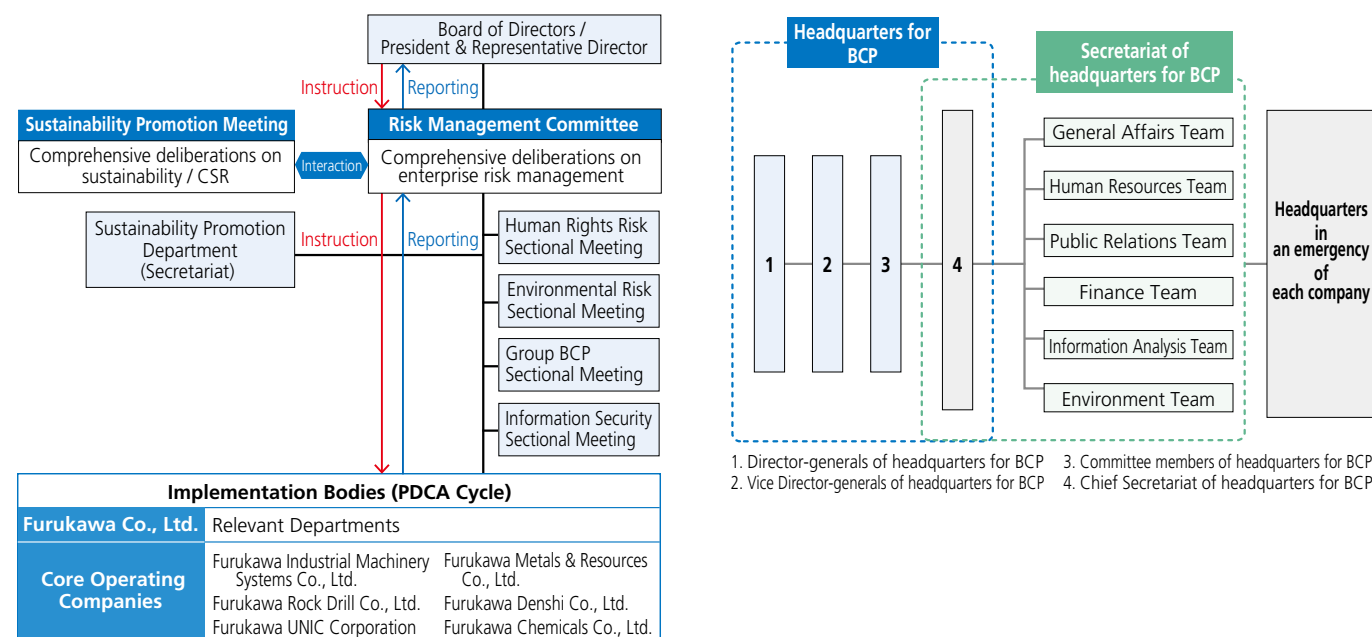 Board of Directors /
President & Representative Director
Instruction
Reporting
Sustainability Promotion Meeting
Comprehensive deliberations on
sustainability / CSR
Interaction
Risk Management Committee
Comprehensive deliberations on
enterprise risk management
Sustainability Promotion
Department
(Secretariat)
Instruction
Reporting
Human Rights Risk
Sectional Meeting
Environmental Risk
Sectional Meeting
Group BCP
Sectional Meeting
Information Security
Sectional Meeting
Implementation Bodies (PDCA Cycle)
Furukawa Co., Ltd.
Relevant Departments
Core Operating
Companies
Furukawa Industrial Machinery
Systems Co., Ltd.
Furukawa Rock Drill Co., Ltd.
Furukawa UNIC Corporation
Furukawa Metals & Resources
Co., Ltd.
Furukawa Denshi Co., Ltd.
Furukawa Chemicals Co., Ltd.
Headquarters for
BCP
Secretariat of
headquarters for BCP
1
2
3
4
General Affairs Team
Human Resources Team
Public Relations Team
Finance Team
Information Analysis Team
Environment Team
Headquarters
in
an emergency
of
each company
1. Director-generals of headquarters for BCP
2. Vice Director-generals of headquarters for BCP
3. Committee members of headquarters for BCP
4. Chief Secretariat of headquarters for BCP